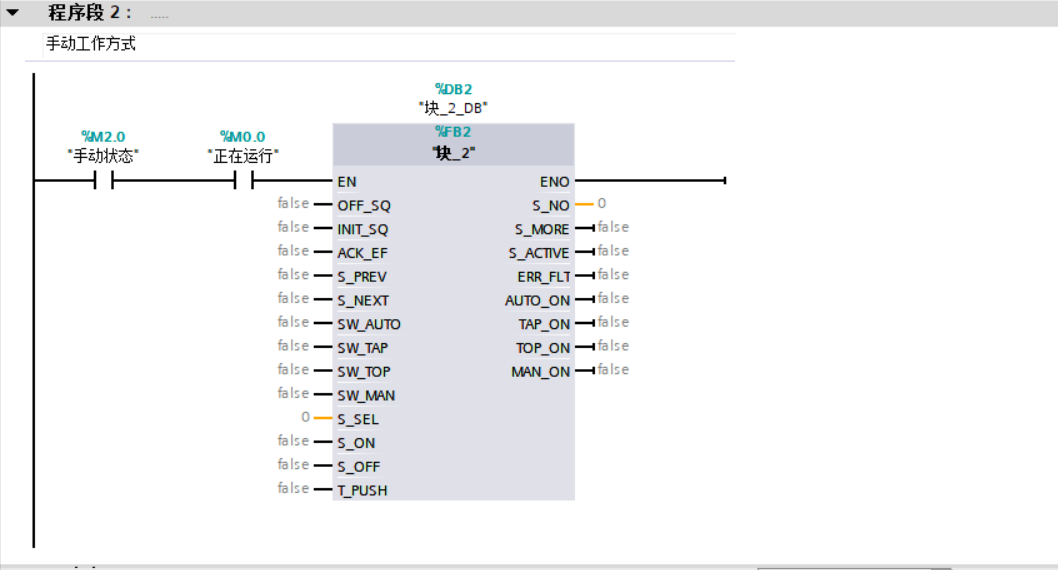 程序段 2： .....
手动工作方式
%DB2
"块_2_DB"
%M2.0 %M0.0 %FB2
"手动状态" "正在运行" "块_2"
EN ENO
false OFF_SQ S_NO 0
false INIT_SQ S_MORE false
false ACK_EF S_ACTIVE false
false S_PREV ERR_FLT false
false S_NEXT AUTO_ON false
false SW_AUTO TAP_ON false
false SW_TAP TOP_ON false
false SW_TOP MAN_ON false
false SW_MAN
0 S_SEL
false S_ON
false S_OFF
false T_PUSH